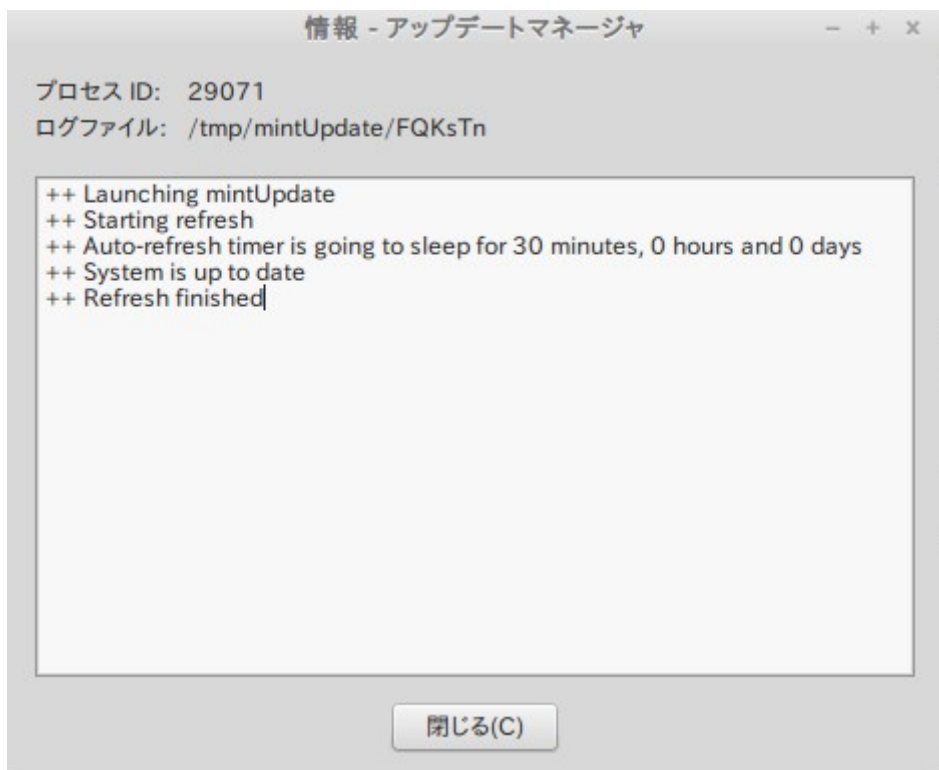 情報 - アップデートマネージャ
プロセス ID: 29071
ログファイル: /tmp/mintUpdate/FQKsTn
++ Launching mintUpdate
++ Starting refresh
++ Auto-refresh timer is going to sleep for 30 minutes, 0 hours and 0 days
++ System is up to date
++ Refresh finished
閉じる(C)